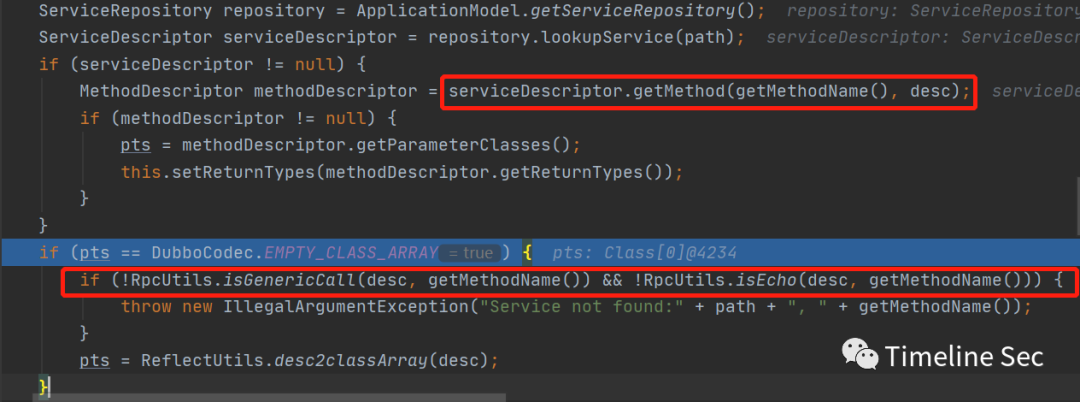 ServiceRepository repository = ApplicationModel.getServiceRepository(); repository: ServiceRepository
ServiceDescriptor serviceDescriptor = repository.lookupService(path); serviceDescriptor: ServiceDescr
if (serviceDescriptor != null) {
MethodDescriptor methodDescriptor = serviceDescriptor.getMethod(getMethodName(), desc); serviceDe
if (methodDescriptor != null) {
pts = methodDescriptor.getParameterClasses();
this.setReturnTypes(methodDescriptor.getReturnTypes());
}
}
if (pts == DubboCodec.EMPTY_CLASS_ARRAY = true ) { pts: Class[0]@4234
if (!RpcUtils.isGenericCall(desc, getMethodName()) && !RpcUtils.isEcho(desc, getMethodName())) {
throw new IllegalArgumentException("Service not found:" + path + ", " + getMethodName());
}
pts = ReflectUtils.desc2classArray(desc);
}
Timeline Sec